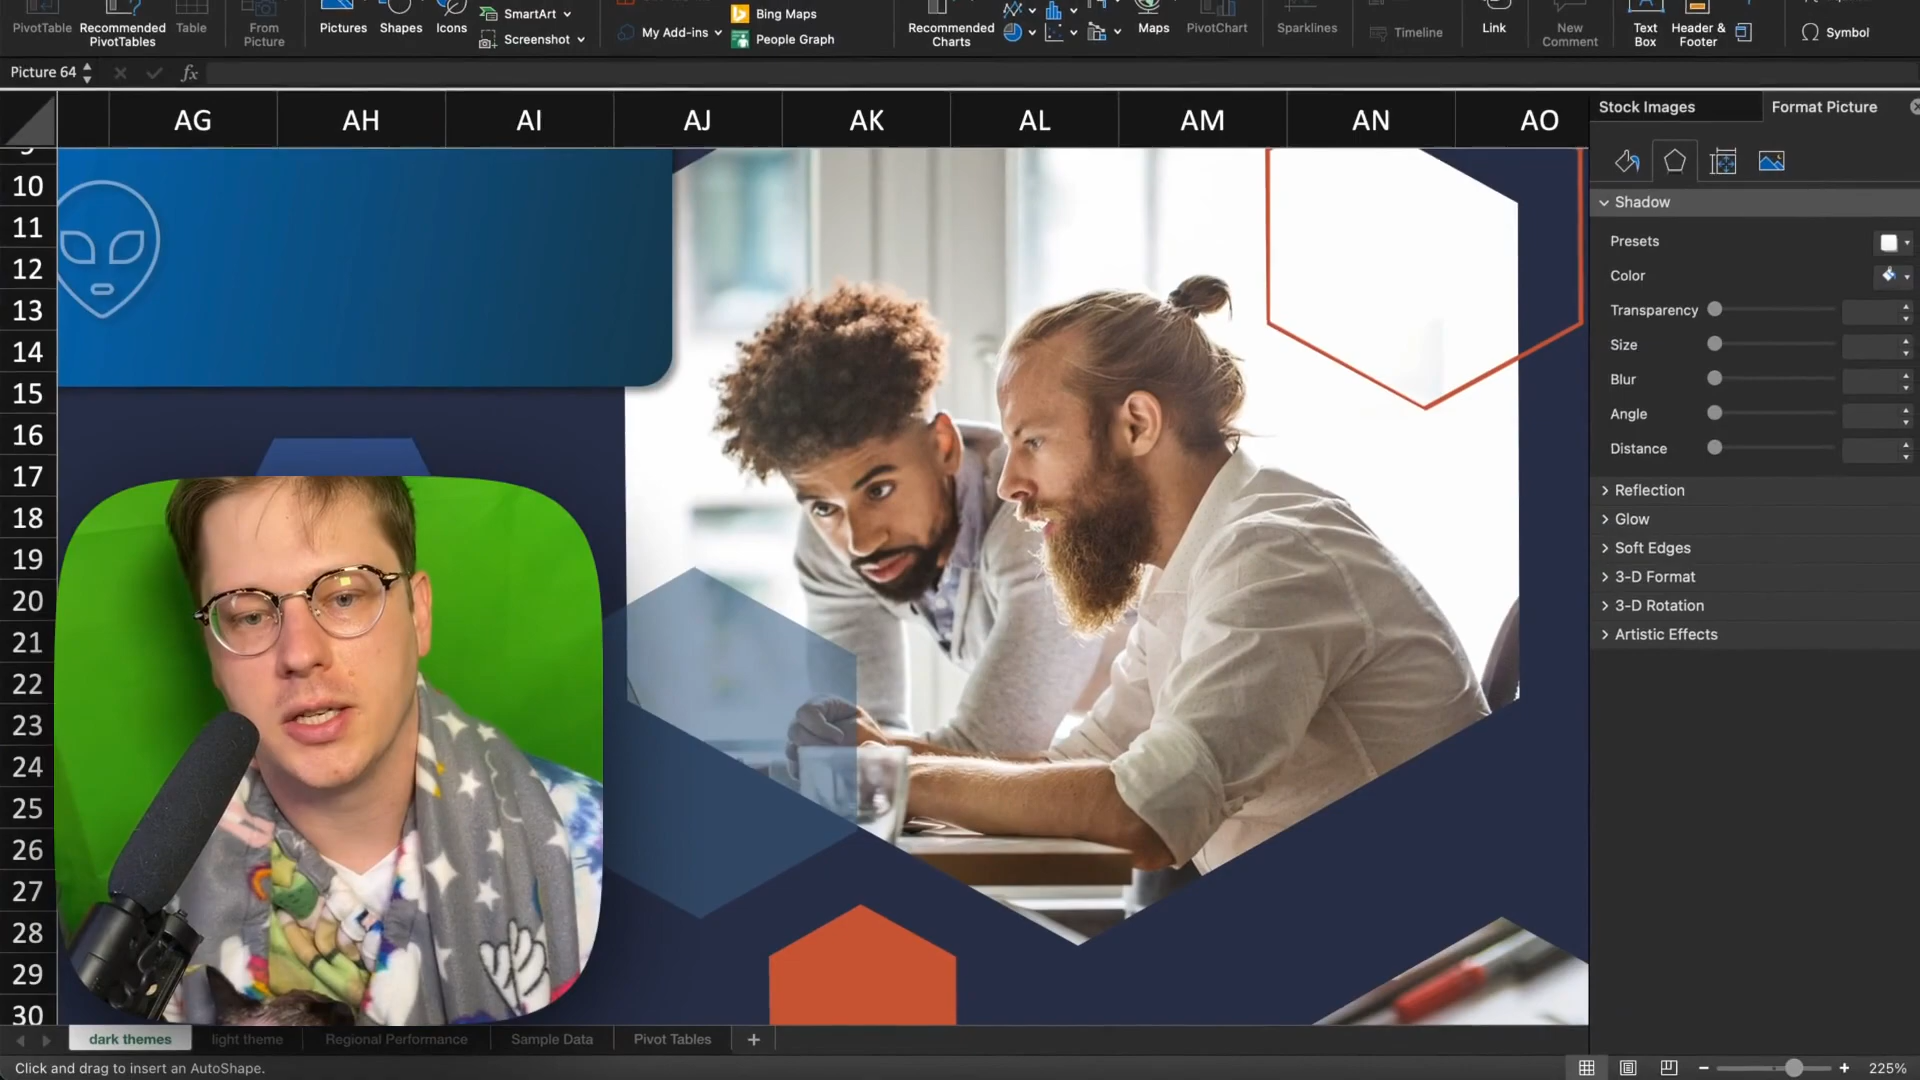 PivotTable
Recommended
PivotTables
Table
From
Picture
Pictures
Shapes
Icons
SmartArt
Screenshot
My Add-ins
Bing Maps
People Graph
Recommended
Charts
Maps
PivotChart
Sparklines
Timeline
Link
New
Comment
Text
Box
Header &
Footer
Symbol
Picture 64
fx
AG AH AI AJ AK AL AM AN AO
Stock Images
Format Picture
Shadow
Presets
Color
Transparency
Size
Blur
Angle
Distance
Reflection
Glow
Soft Edges
3-D Format
3-D Rotation
Artistic Effects
10
11
12
13
14
15
16
17
18
19
20
21
22
23
24
25
26
27
28
29
30
dark themes
light theme
Regional Performance
Sample Data
Pivot Tables
Click and drag to insert an AutoShape.
225%